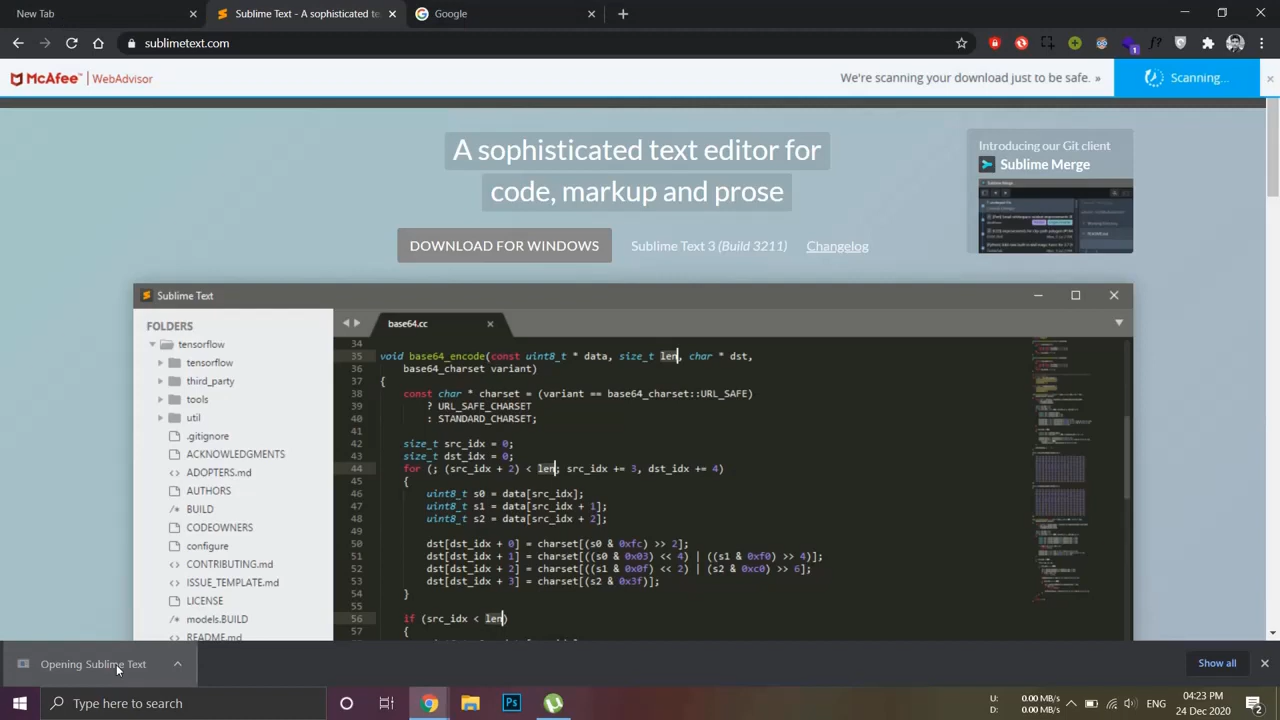 New Tab
Sublime Text - A sophisticated te
Google
sublimetext.com
1
McAfee™ | WebAdvisor
We're scanning your download just to be safe. »
Scanning...
A sophisticated text editor for
code, markup and prose
Introducing our Git client
Sublime Merge
DOWNLOAD FOR WINDOWS
Sublime Text 3 (Build 3211)
Changelog
Sublime Text
FOLDERS
tensorflow
tensorflow
third_party
tools
util
.gitignore
ACKNOWLEDGMENTS
ADOPTERS.md
AUTHORS
BUILD
CODEOWNERS
configure
CONTRIBUTING.md
ISSUE_TEMPLATE.md
LICENSE
models.BUILD
README.md
base64.cc
34
void base64_encode(const uint8_t * data, size_t len, char * dst,
36 base64_charset variant)
37 {
38 const char * charset = (variant == base64_charset::URL_SAFE)
39 ? URL_SAFE_CHARSET
40 : STANDARD_CHARSET;
41
42 size_t src_idx = 0;
43 size_t dst_idx = 0;
44 for (; (src_idx + 2) < len; src_idx += 3, dst_idx += 4)
45 {
46 uint8_t s0 = data[src_idx];
47 uint8_t s1 = data[src_idx + 1];
48 uint8_t s2 = data[src_idx + 2];
49
50 dst[dst_idx + 0] = charset[(s0 & 0xfc) >> 2];
51 dst[dst_idx + 1] = charset[((s0 & 0x03) << 4) | ((s1 & 0xf0) >> 4)];
52 dst[dst_idx + 2] = charset[((s1 & 0x0f) << 2) | (s2 & 0xc0) >> 6];
53 dst[dst_idx + 3] = charset[(s2 & 0x3f)];
54 }
55
56 if (src_idx < len)
57 {
Opening Sublime Text
Show all
Type here to search
Ps
U: 0.00 MB/s
D: 0.00 MB/s
ENG
04:23 PM
24 Dec 2020
2